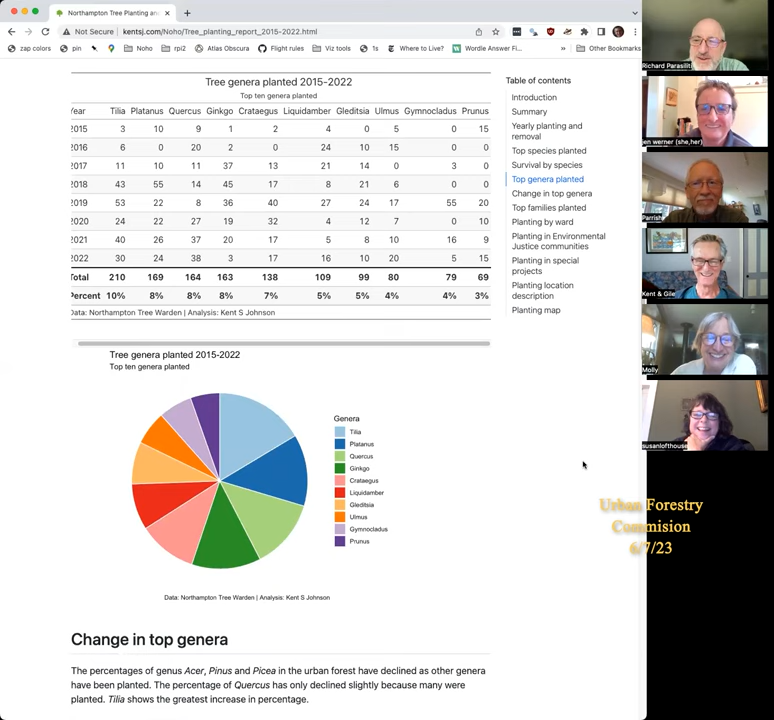 Northampton Tree Planting an
Not Secure kentsj.com/Noho/Tree_planting_report_2015-2022.html
zap colors pin Noho rpi2 Atlas Obscura Flight rules Viz tools 1s Where to Live? Wordle Answer Fi... » Other Bookmarks
Tree genera planted 2015-2022
Top ten genera planted
Year Tilia Platanus Quercus Ginkgo Crataegus Liquidambar Gleditsia Ulmus Gymnocladus Prunus
2015 3 10 9 1 2 4 0 5 0 15
2016 6 0 20 2 0 24 10 15 0 0
2017 11 10 11 37 13 21 14 0 3 0
2018 43 55 14 45 17 8 21 6 0 0
2019 53 22 8 36 40 27 24 17 55 20
2020 24 22 27 19 32 4 12 7 0 10
2021 40 26 37 20 17 5 8 10 16 9
2022 30 24 38 3 17 16 10 20 5 15
Total 210 169 164 163 138 109 99 80 79 69
Percent 10% 8% 8% 8% 7% 5% 5% 4% 4% 3%
Data: Northampton Tree Warden | Analysis: Kent S Johnson
Table of contents
Introduction
Summary
Yearly planting and
removal
Top species planted
Survival by species
Top genera planted
Change in top genera
Top families planted
Planting by ward
Planting in Environmental
Justice communities
Planting in special
projects
Planting location
description
Planting map
Tree genera planted 2015-2022
Top ten genera planted
Genera
Tilia
Platanus
Quercus
Ginkgo
Crataegus
Liquidamber
Gleditsia
Ulmus
Gymnocladus
Prunus
Data: Northampton Tree Warden | Analysis: Kent S Johnson
Change in top genera
The percentages of genus Acer, Pinus and Picea in the urban forest have declined as other genera
have been planted. The percentage of Quercus has only declined slightly because many were
planted. Tilia shows the greatest increase in percentage.
Richard Parasiliti
jen werner (she,her)
Parrish
Kent & Gile
Molly
susanlofthouse
Urban Forestry
Commision
6/7/23